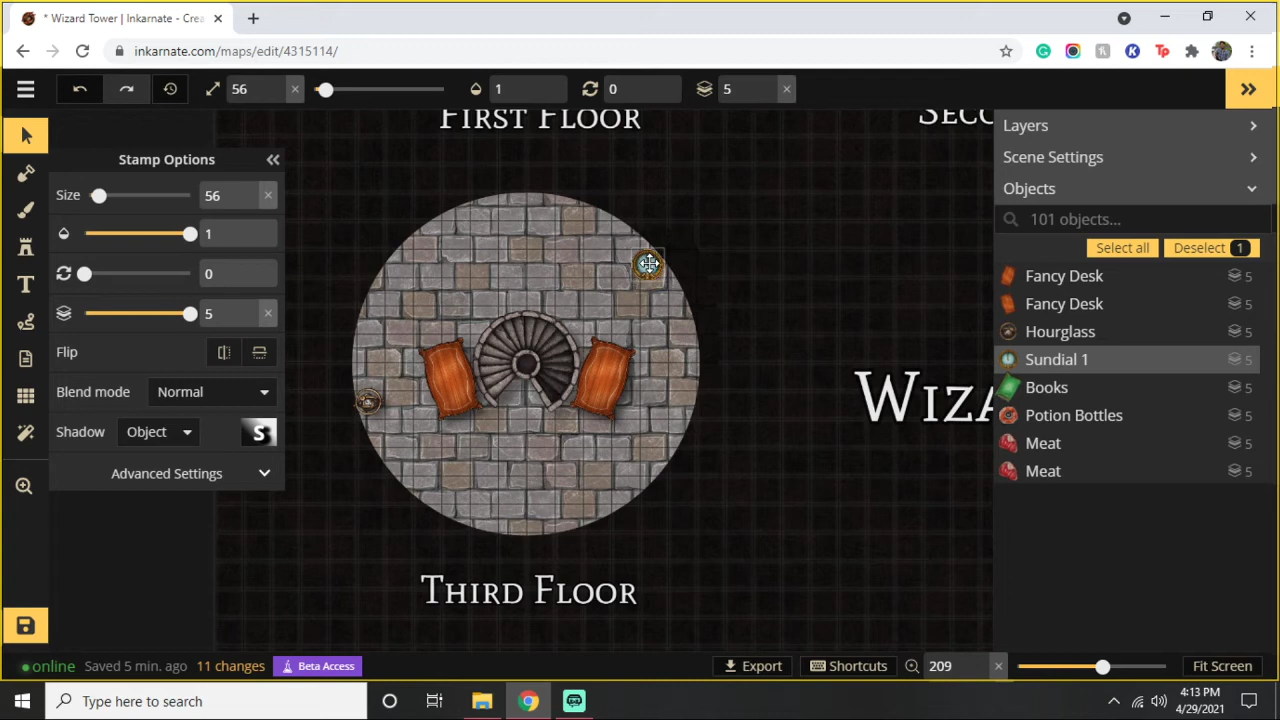 * Wizard Tower | Inkarnate - Crea
inkarnate.com/maps/edit/4315114/
56 1 0 5
Stamp Options
Size 56
1
0
5
Flip
Blend mode Normal
Shadow Object S
Advanced Settings
First Floor
Third Floor
Layers
Scene Settings
Objects
101 objects...
Select all Deselect 1
Fancy Desk 5
Fancy Desk 5
Hourglass 5
Sundial 1 5
Books 5
Potion Bottles 5
Meat 5
Meat 5
online Saved 5 min. ago 11 changes Beta Access Export Shortcuts 209 Fit Screen
Type here to search
4:13 PM
4/29/2021